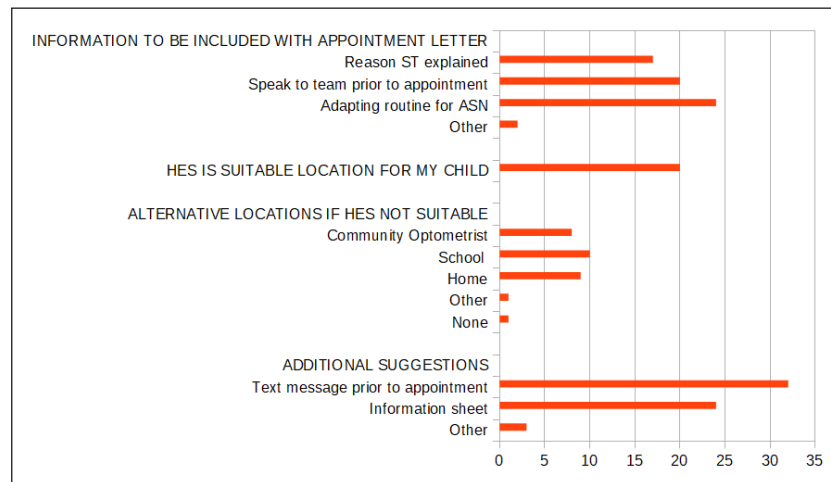 INFORMATION TO BE INCLUDED WITH APPOINTMENT LETTER
Reason ST explained
Speak to team prior to appointment
Adapting routine for ASN
Other
HES IS SUITABLE LOCATION FOR MY CHILD
ALTERNATIVE LOCATIONS IF HES NOT SUITABLE
Community Optometrist
School
Home
Other
None
ADDITIONAL SUGGESTIONS
Text message prior to appointment
Information sheet
Other
0 5 10 15 20 25 30 35